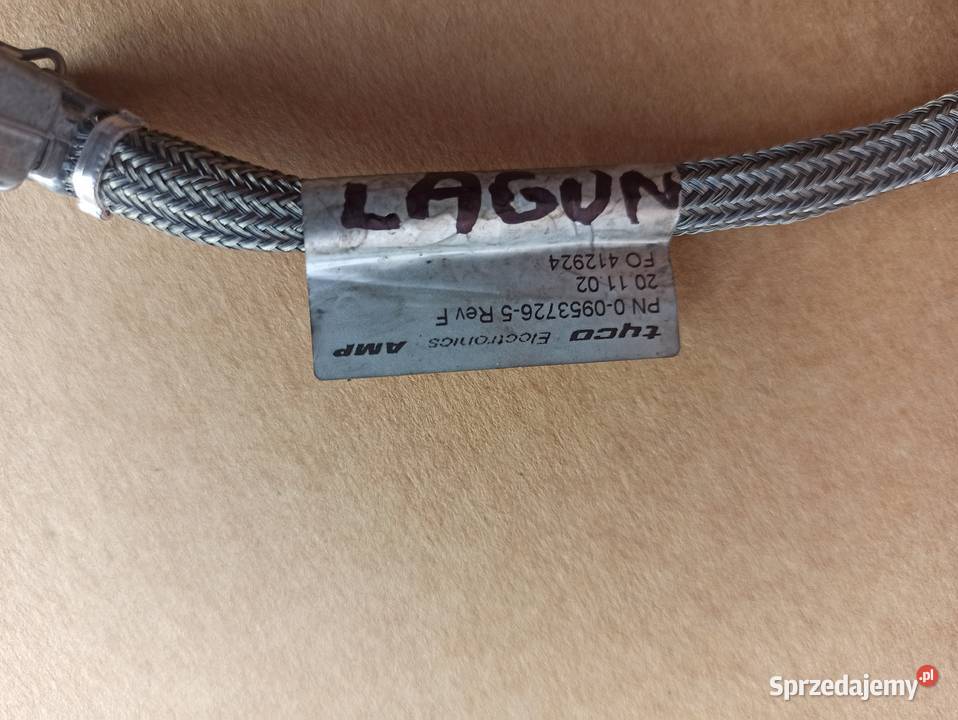 LAGUN
tyco Electronics AMP
PN 0-0953726-5 Rev F
20.11.02
FO 412924
Sprzedajemy.pl